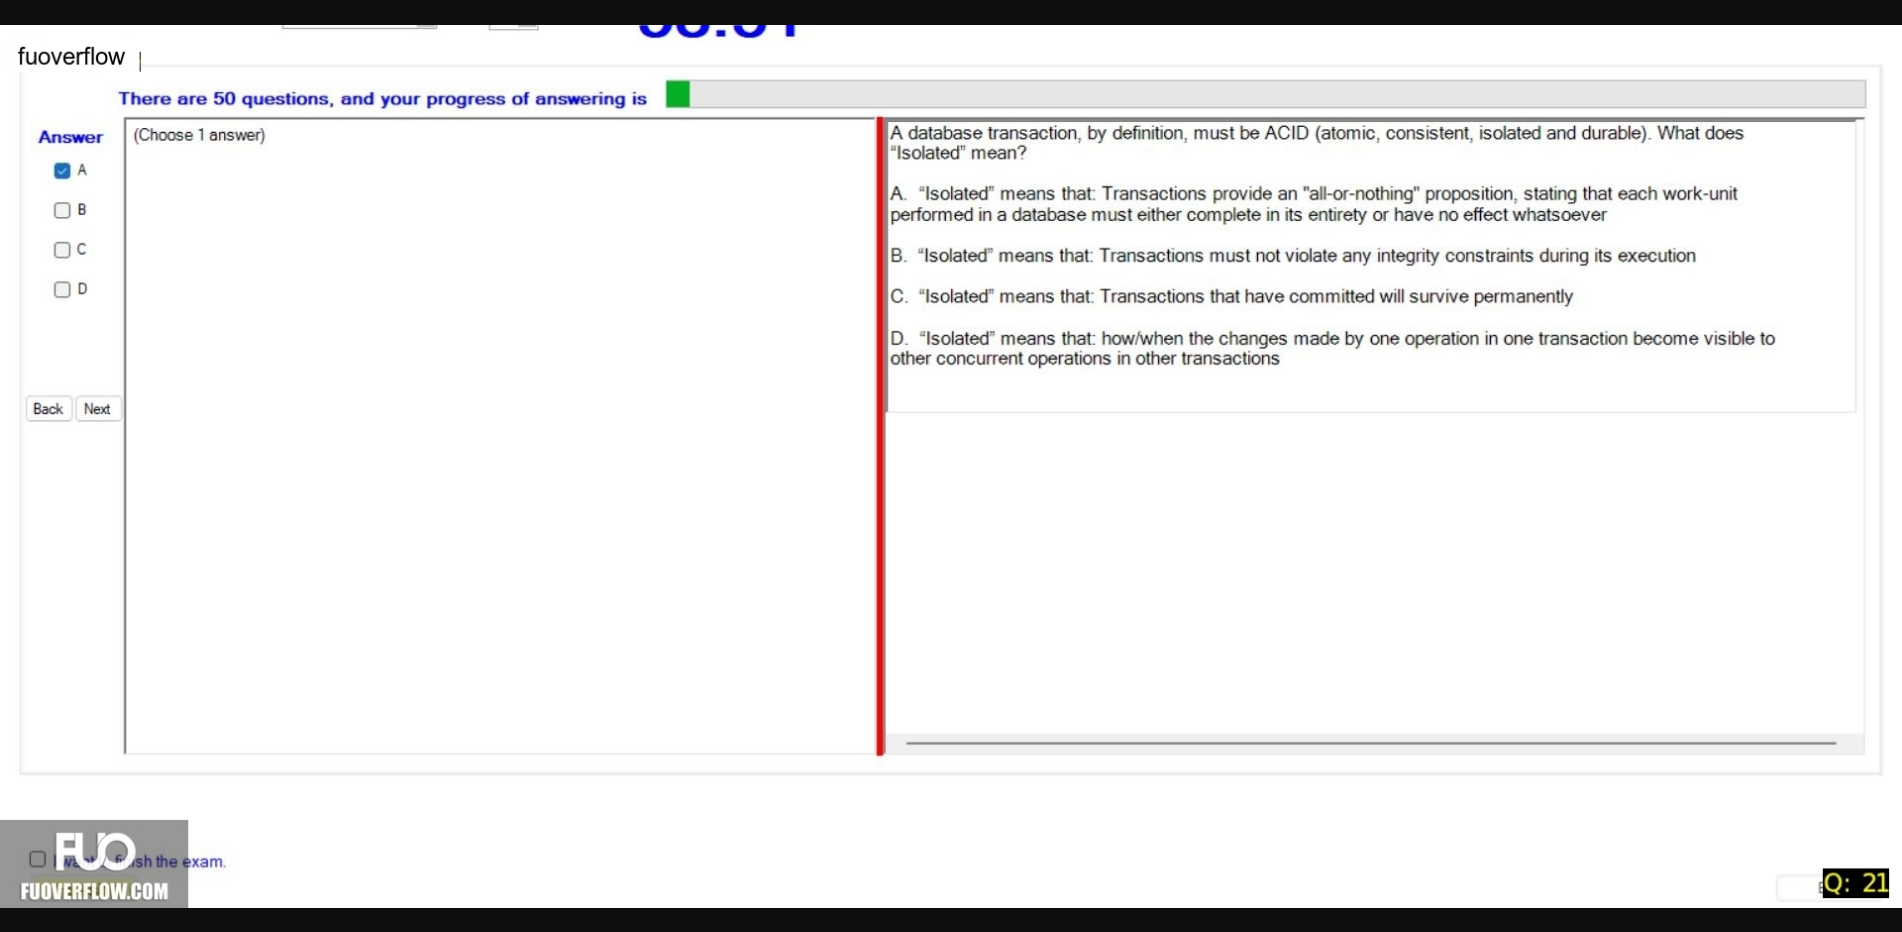 fuoverflow
There are 50 questions, and your progress of answering is
Answer
(Choose 1 answer)
A
B
C
D
Back
Next
A database transaction, by definition, must be ACID (atomic, consistent, isolated and durable). What does
“Isolated” mean?
A. “Isolated” means that: Transactions provide an "all-or-nothing" proposition, stating that each work-unit
performed in a database must either complete in its entirety or have no effect whatsoever
B. “Isolated” means that: Transactions must not violate any integrity constraints during its execution
C. “Isolated” means that: Transactions that have committed will survive permanently
D. “Isolated” means that: how/when the changes made by one operation in one transaction become visible to
other concurrent operations in other transactions
the exam.
FUO
FUOVERFLOW.COM
Q: 21